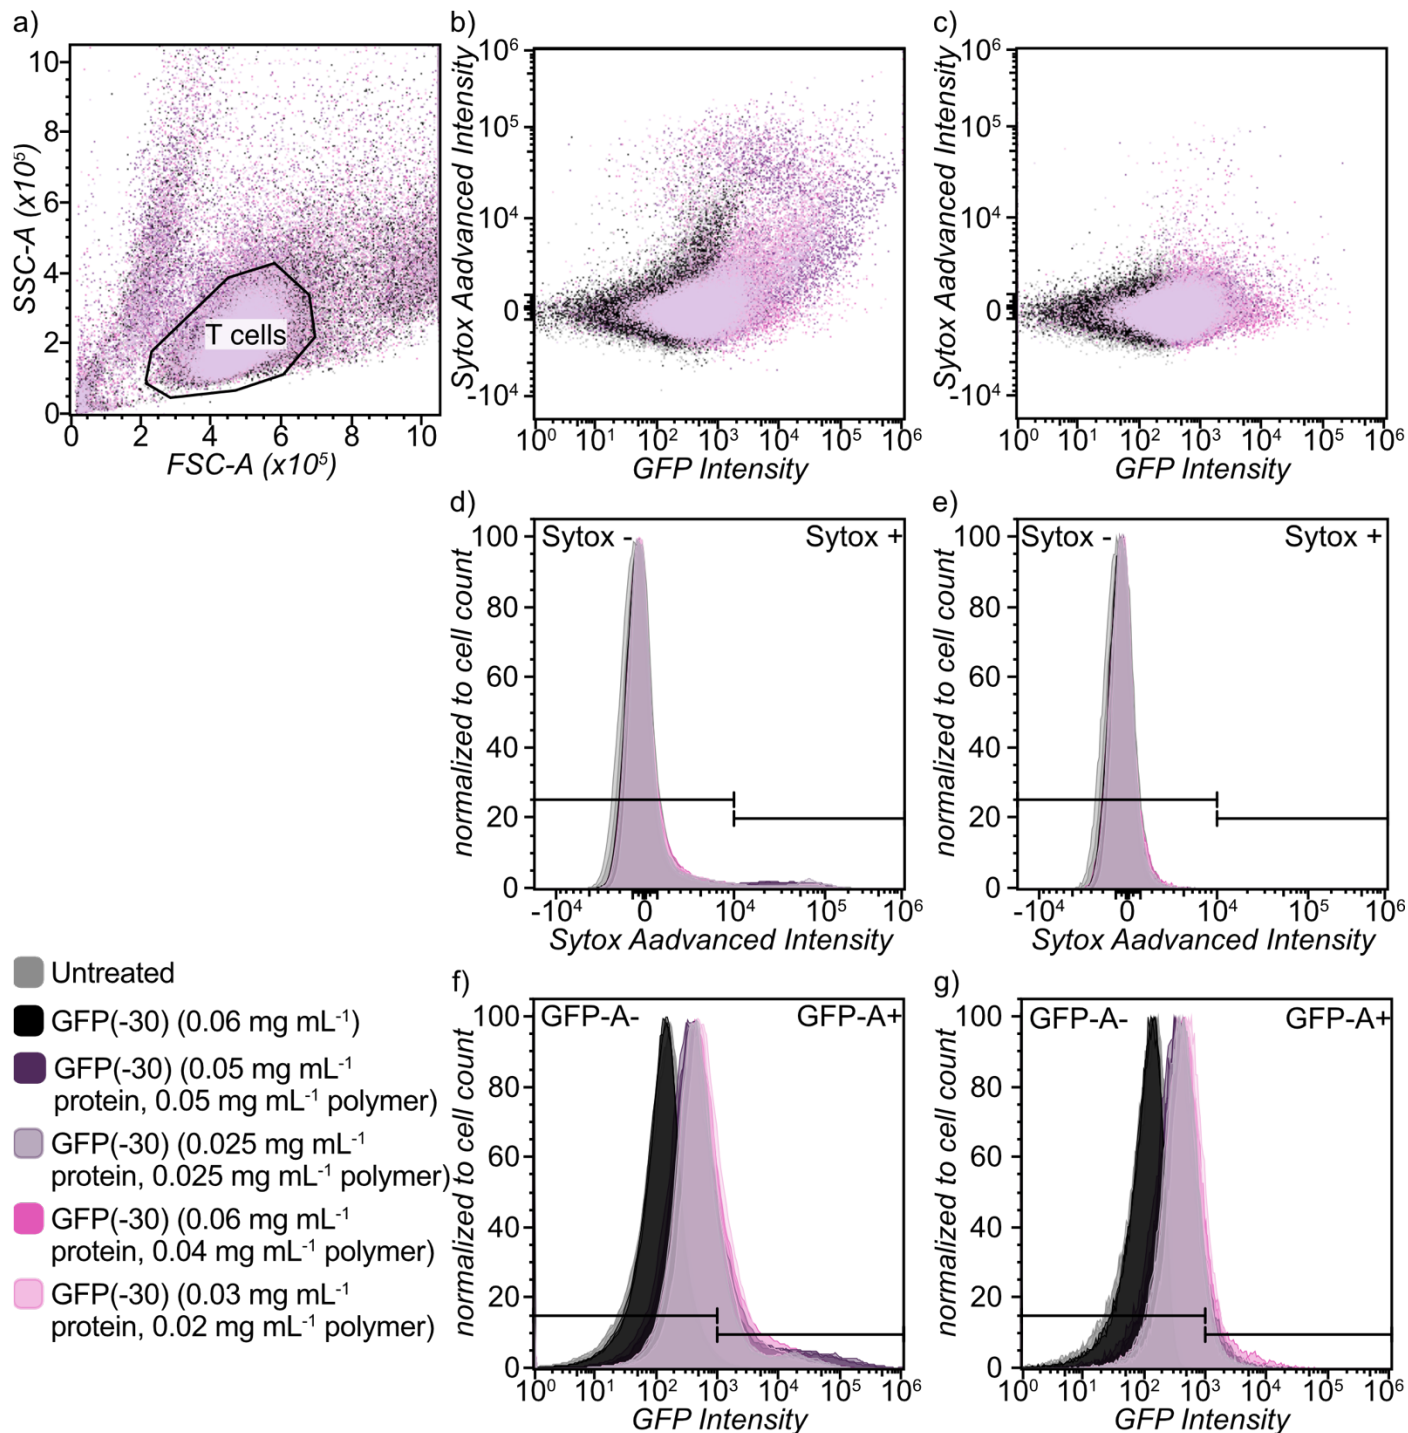 a)
10
8
6
4
2
0
SSC-A (x10⁵)
T cells
0 2 4 6 8 10
FSC-A (x10⁵)
b)
10⁶
10⁵
10⁴
0
-10⁴
Sytox Aadvanced Intensity
10⁰ 10¹ 10² 10³ 10⁴ 10⁵ 10⁶
GFP Intensity
c)
10⁶
10⁵
10⁴
0
-10⁴
Sytox Aadvanced Intensity
10⁰ 10¹ 10² 10³ 10⁴ 10⁵ 10⁶
GFP Intensity
d)
100
80
60
40
20
0
normalized to cell count
Sytox - Sytox +
-10⁴ 0 10⁴ 10⁵ 10⁶
Sytox Aadvanced Intensity
e)
100
80
60
40
20
0
normalized to cell count
Sytox - Sytox +
-10⁴ 0 10⁴ 10⁵ 10⁶
Sytox Aadvanced Intensity
Untreated
GFP(-30) (0.06 mg mL⁻¹)
GFP(-30) (0.05 mg mL⁻¹
protein, 0.05 mg mL⁻¹ polymer)
GFP(-30) (0.025 mg mL⁻¹
protein, 0.025 mg mL⁻¹ polymer)
GFP(-30) (0.06 mg mL⁻¹
protein, 0.04 mg mL⁻¹ polymer)
GFP(-30) (0.03 mg mL⁻¹
protein, 0.02 mg mL⁻¹ polymer)
f)
100
80
60
40
20
0
normalized to cell count
GFP-A- GFP-A+
10⁰ 10¹ 10² 10³ 10⁴ 10⁵ 10⁶
GFP Intensity
g)
100
80
60
40
20
0
normalized to cell count
GFP-A- GFP-A+
10⁰ 10¹ 10² 10³ 10⁴ 10⁵ 10⁶
GFP Intensity